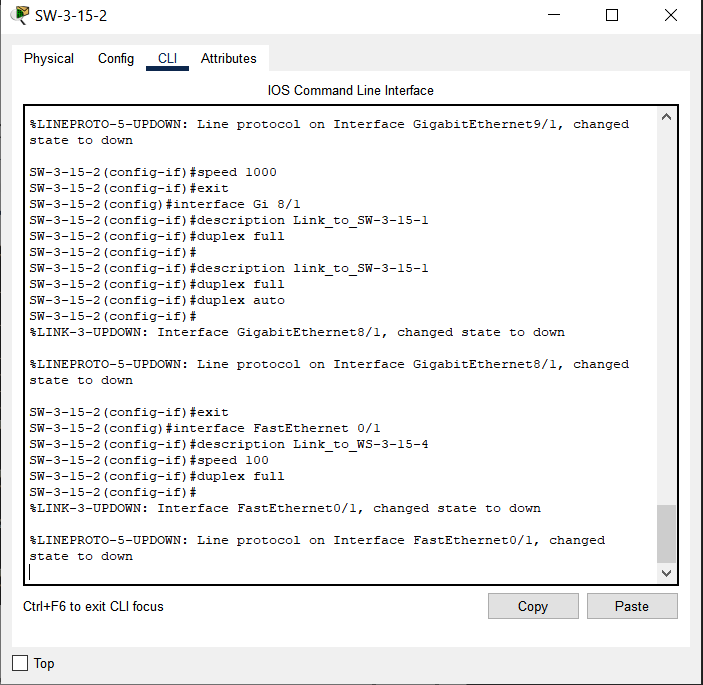 SW-3-15-2
Physical Config CLI Attributes
IOS Command Line Interface
%LINEPROTO-5-UPDOWN: Line protocol on Interface GigabitEthernet9/1, changed
state to down
SW-3-15-2(config-if)#speed 1000
SW-3-15-2(config-if)#exit
SW-3-15-2(config)#interface Gi 8/1
SW-3-15-2(config-if)#description Link_to_SW-3-15-1
SW-3-15-2(config-if)#duplex full
SW-3-15-2(config-if)#
SW-3-15-2(config-if)#description link_to_SW-3-15-1
SW-3-15-2(config-if)#duplex full
SW-3-15-2(config-if)#duplex auto
SW-3-15-2(config-if)#
%LINK-3-UPDOWN: Interface GigabitEthernet8/1, changed state to down
%LINEPROTO-5-UPDOWN: Line protocol on Interface GigabitEthernet8/1, changed
state to down
SW-3-15-2(config-if)#exit
SW-3-15-2(config)#interface FastEthernet 0/1
SW-3-15-2(config-if)#description Link_to_WS-3-15-4
SW-3-15-2(config-if)#speed 100
SW-3-15-2(config-if)#duplex full
SW-3-15-2(config-if)#
%LINK-3-UPDOWN: Interface FastEthernet0/1, changed state to down
%LINEPROTO-5-UPDOWN: Line protocol on Interface FastEthernet0/1, changed
state to down
Ctrl+F6 to exit CLI focus
Copy
Paste
Top